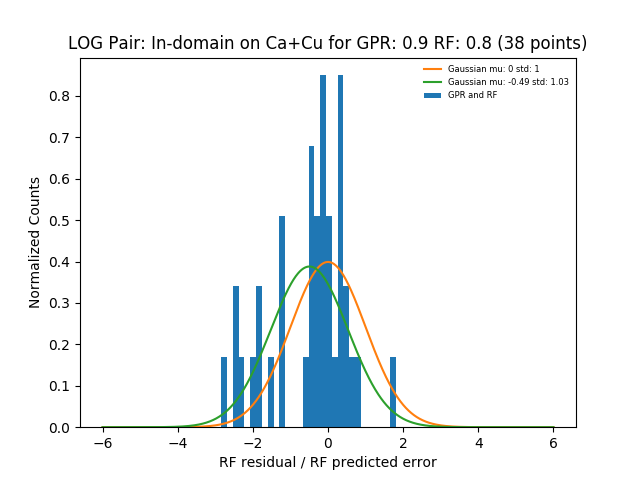 LOG Pair: In-domain on Ca+Cu for GPR: 0.9 RF: 0.8 (38 points)
Gaussian mu: 0 std: 1
Gaussian mu: -0.49 std: 1.03
GPR and RF
Normalized Counts
0.8
0.7
0.6
0.5
0.4
0.3
0.2
0.1
0.0
−6 −4 −2 0 2 4 6
RF residual / RF predicted error